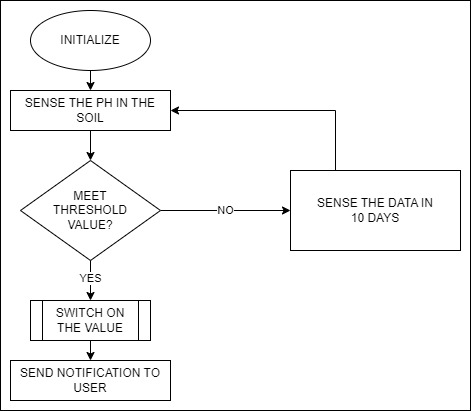 INITIALIZE
SENSE THE PH IN THE
SOIL
MEET
THRESHOLD
VALUE?
NO
SENSE THE DATA IN
10 DAYS
YES
SWITCH ON
THE VALUE
SEND NOTIFICATION TO
USER